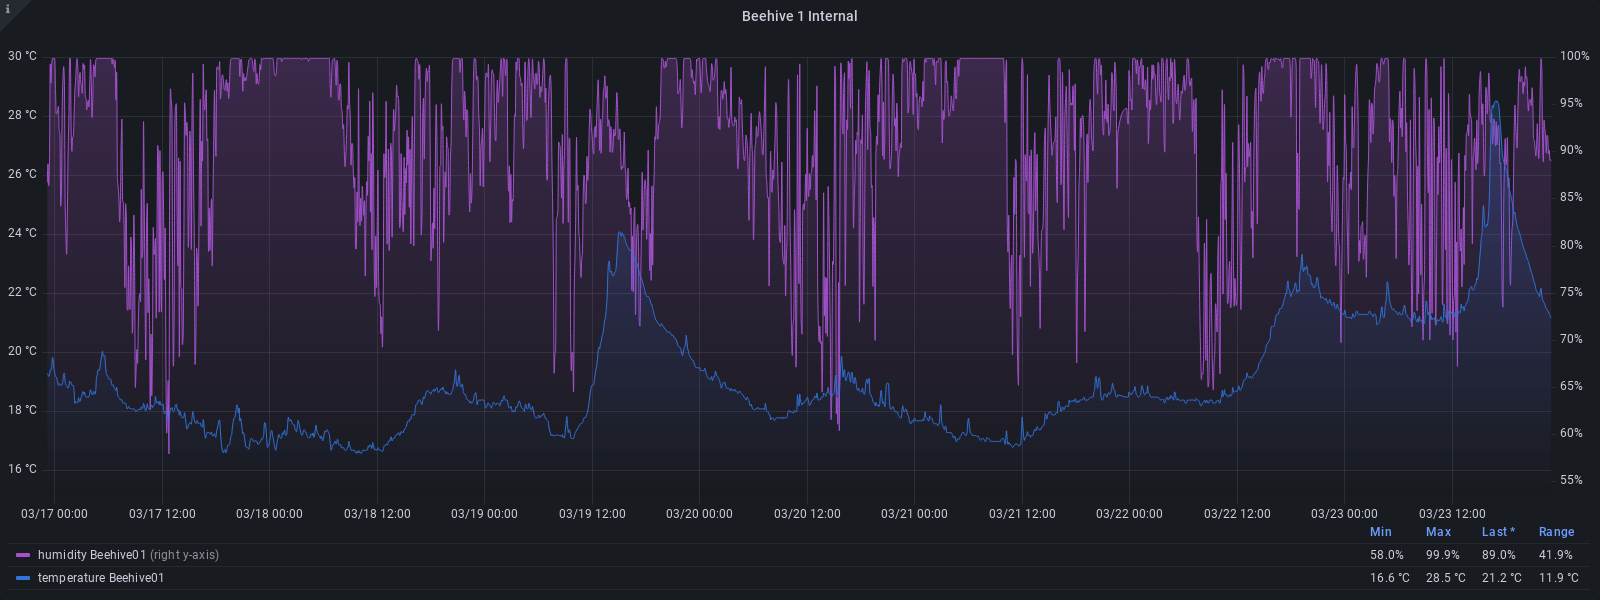 i
Beehive 1 Internal
30 °C 100%
28 °C 95%
26 °C 90%
24 °C 85%
22 °C 80%
20 °C 75%
18 °C 70%
16 °C 65%
60%
55%
03/17 00:00 03/17 12:00 03/18 00:00 03/18 12:00 03/19 00:00 03/19 12:00 03/20 00:00 03/20 12:00 03/21 00:00 03/21 12:00 03/22 00:00 03/22 12:00 03/23 00:00 03/23 12:00
Min Max Last * Range
humidity Beehive01 (right y-axis) 58.0% 99.9% 89.0% 41.9%
temperature Beehive01 16.6 °C 28.5 °C 21.2 °C 11.9 °C